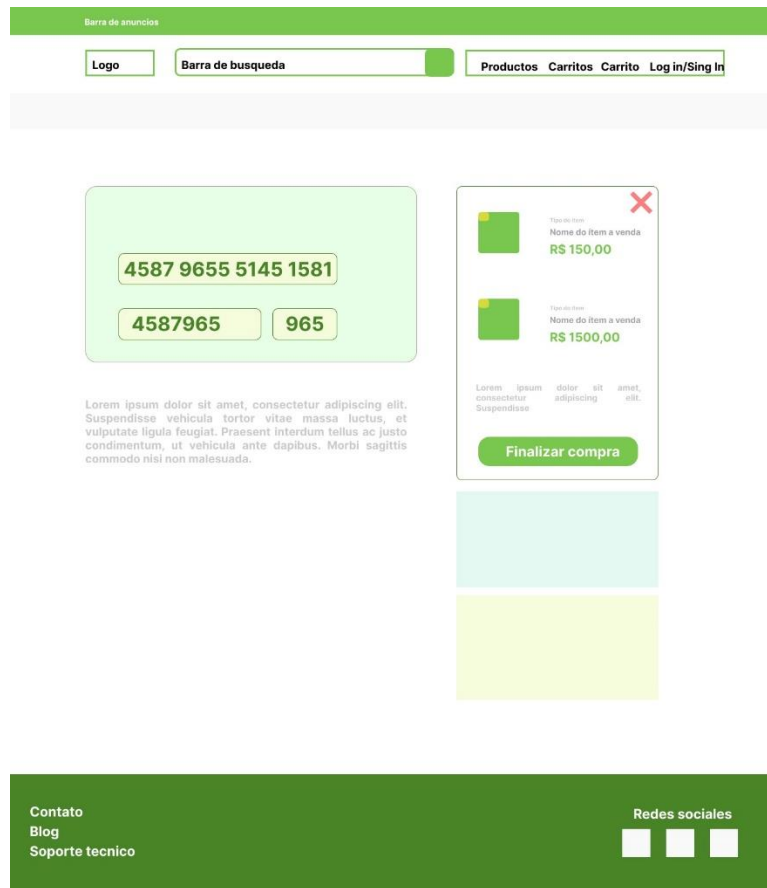 Barra de anuncios
Logo
Barra de busqueda
Productos Carritos Carrito Log in/Sing In
4587 9655 5145 1581
4587965 965
Lorem ipsum dolor sit amet, consectetur adipiscing elit.
Suspendisse vehicula tortor vitae massa luctus, et
vulputate ligula feugiat. Praesent interdum tellus ac justo
condimentum, ut vehicula ante dapibus. Morbi sagittis
commodo nisi non malesuada.
Tipo do item
Nome do item a venda
R$ 150,00
Tipo do item
Nome do item a venda
R$ 1500,00
Lorem ipsum dolor sit amet,
consectetur adipiscing elit.
Suspendisse
Finalizar compra
Contato
Blog
Soporte tecnico
Redes sociales